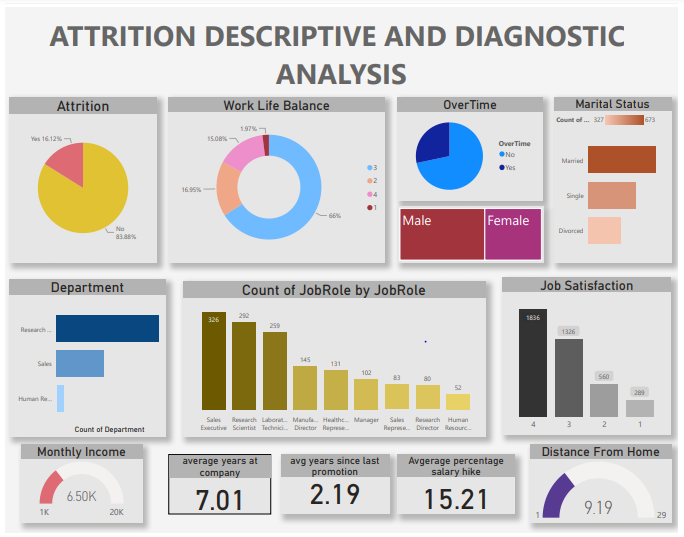 ATTRITION DESCRIPTIVE AND DIAGNOSTIC
ANALYSIS
Attrition
Yes 16.12%
No
83.88%
Work Life Balance
1.97%
15.08%
16.95%
66%
3
2
4
1
OverTime
OverTime
No
Yes
Male
Female
Marital Status
Count of ... 327 673
Married
Single
Divorced
Department
Research ...
Sales
Human Re...
Count of Department
Count of JobRole by JobRole
326
292
259
145
131
102
83
80
52
Sales Executive
Research Scientist
Laborat... Technici...
Manufa... Director
Healthc... Represe...
Manager
Sales Represe...
Research Director
Human Resourc...
Job Satisfaction
1836
1326
560
289
4 3 2 1
Monthly Income
6.50K
1K 20K
average years at
company
7.01
avg years since last
promotion
2.19
Avgerage percentage
salary hike
15.21
Distance From Home
9.19
1 29